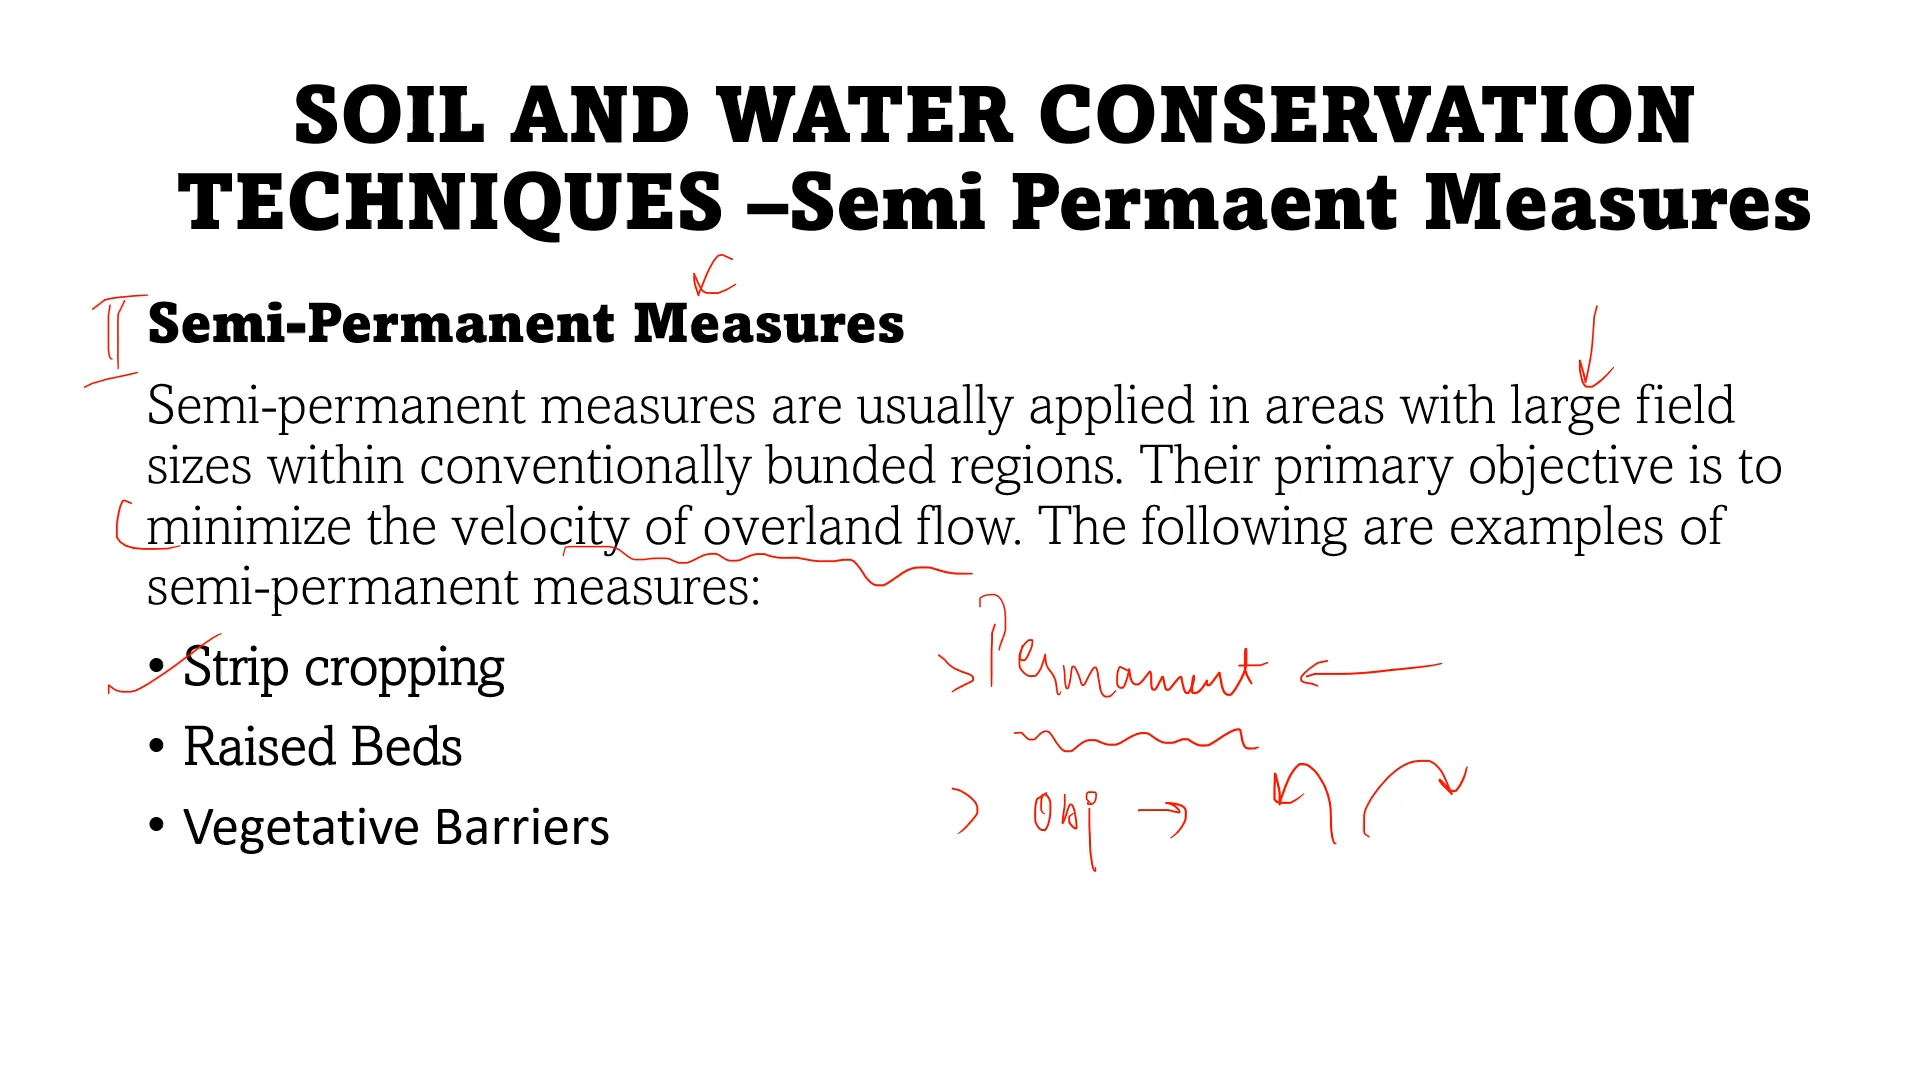 SOIL AND WATER CONSERVATION
TECHNIQUES –Semi Permaent Measures
II Semi-Permanent Measures
Semi-permanent measures are usually applied in areas with large field
sizes within conventionally bunded regions. Their primary objective is to
minimize the velocity of overland flow. The following are examples of
semi-permanent measures:
• Strip cropping
> Permanent ←
• Raised Beds
• Vegetative Barriers
> Obj →